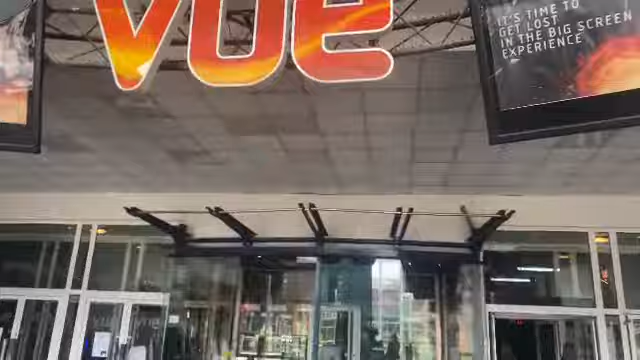 vue
IT'S TIME TO
GET LOST
IN THE BIG SCREEN
EXPERIENCE.